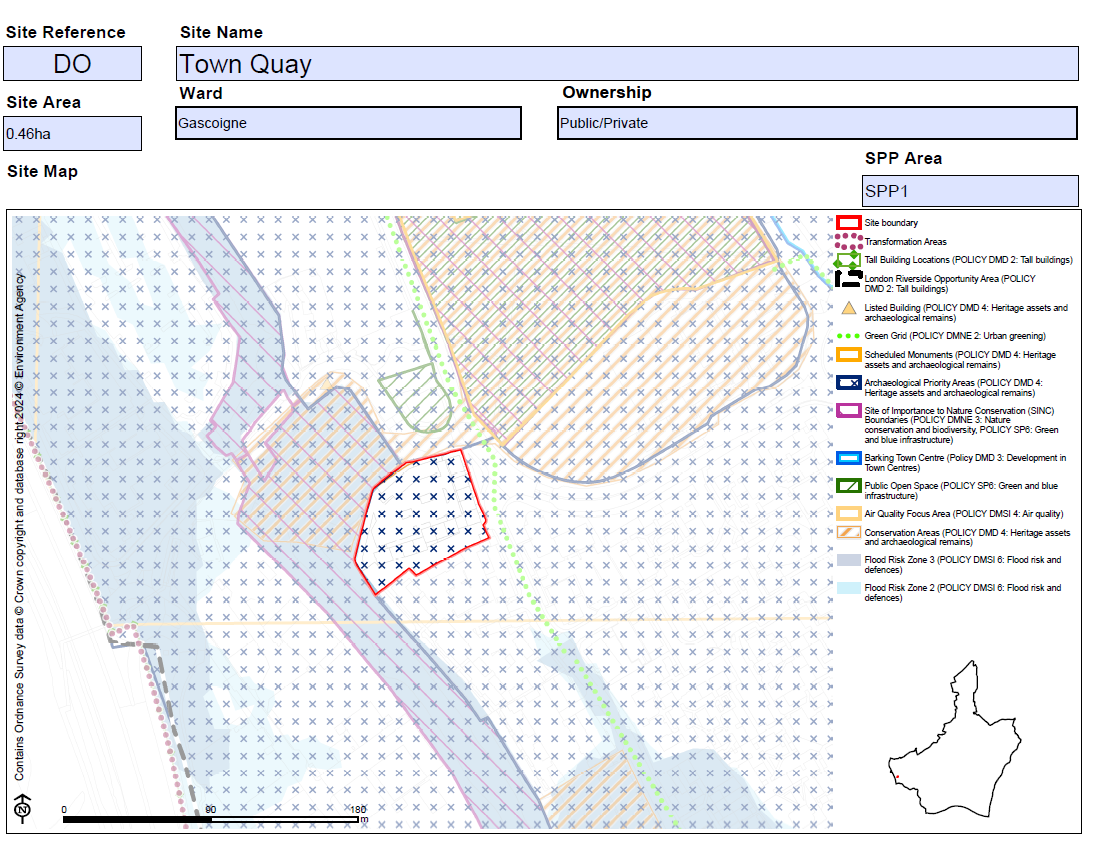 Site Reference
Site Name
DO
Town Quay
Site Area
Ward
Ownership
0.46ha
Gascoigne
Public/Private
Site Map
SPP Area
SPP1
Contains Ordnance Survey data © Crown copyright and database right 2024 © Environment Agency
Site boundary
Transformation Areas
Tall Building Locations (POLICY DMD 2: Tall buildings)
London Riverside Opportunity Area (POLICY
DMD 2: Tall buildings)
Listed Building (POLICY DMD 4: Heritage assets and
archaeological remains)
Green Grid (POLICY DMNE 2: Urban greening)
Scheduled Monuments (POLICY DMD 4: Heritage
assets and archaeological remains)
Archaeological Priority Areas (POLICY DMD 4:
Heritage assets and archaeological remains)
Site of Importance to Nature Conservation (SINC)
Boundaries (POLICY DMNE 3: Nature
conservation and biodiversity, POLICY SP6: Green
and blue infrastructure)
Barking Town Centre (Policy DMD 3: Development in
Town Centres)
Public Open Space (POLICY SP6: Green and blue
infrastructure)
Air Quality Focus Area (POLICY DMSI 4: Air quality)
Conservation Areas (POLICY DMD 4: Heritage assets
and archaeological remains)
Flood Risk Zone 3 (POLICY DMSI 6: Flood risk and
defences)
Flood Risk Zone 2 (POLICY DMSI 6: Flood risk and
defences)
N
0 90 180
m